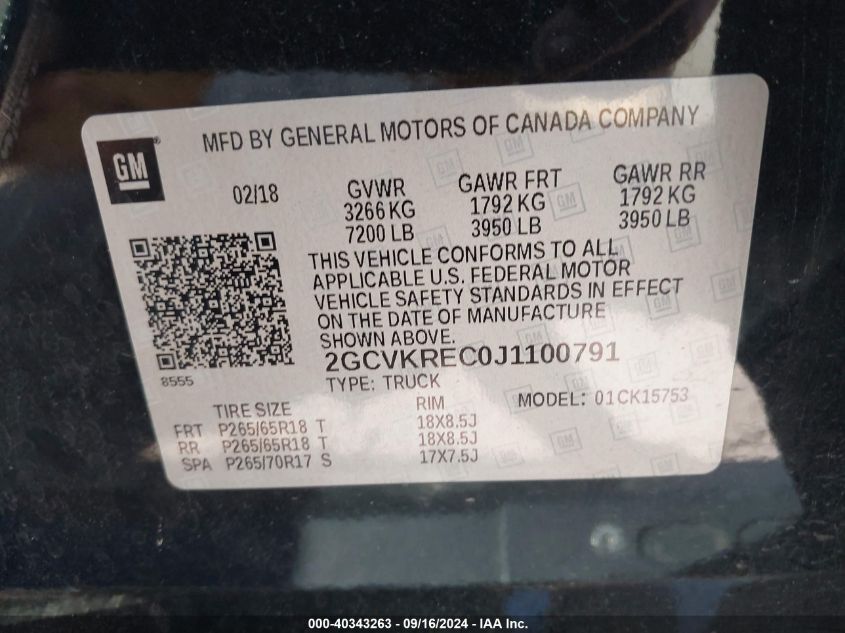 MFD BY GENERAL MOTORS OF CANADA COMPANY
GM
02/18
GVWR GAWR FRT GAWR RR
3266 KG 1792 KG 1792 KG
7200 LB 3950 LB 3950 LB
THIS VEHICLE CONFORMS TO ALL
APPLICABLE U.S. FEDERAL MOTOR
VEHICLE SAFETY STANDARDS IN EFFECT
ON THE DATE OF MANUFACTURE
SHOWN ABOVE.
2GCVKREC0J1100791
8555
TYPE: TRUCK
MODEL: 01CK15753
TIRE SIZE RIM
FRT P265/65R18 T 18X8.5J
RR P265/65R18 T 18X8.5J
SPA P265/70R17 S 17X7.5J
000-40343263 - 09/16/2024 - IAA Inc.